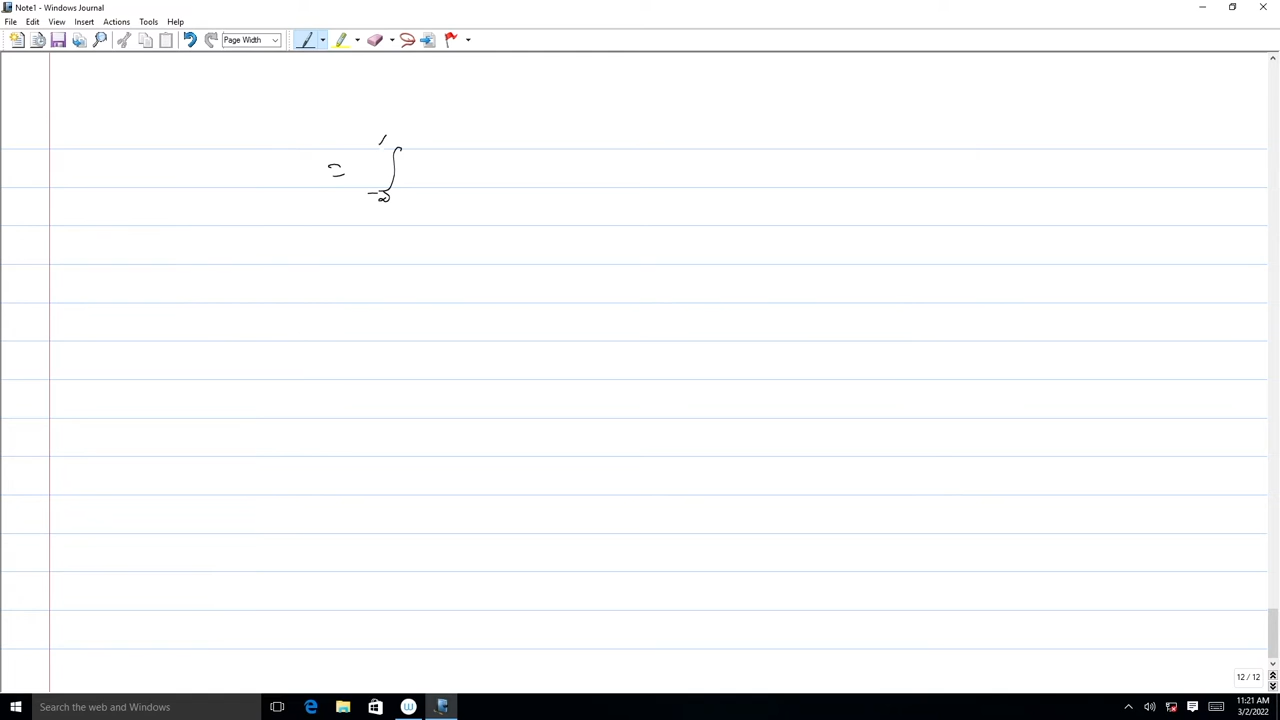 Note1 - Windows Journal
File Edit View Insert Actions Tools Help
Page Width
= ∫
-∞
12 / 12
Search the web and Windows
11:21 AM
3/2/2022